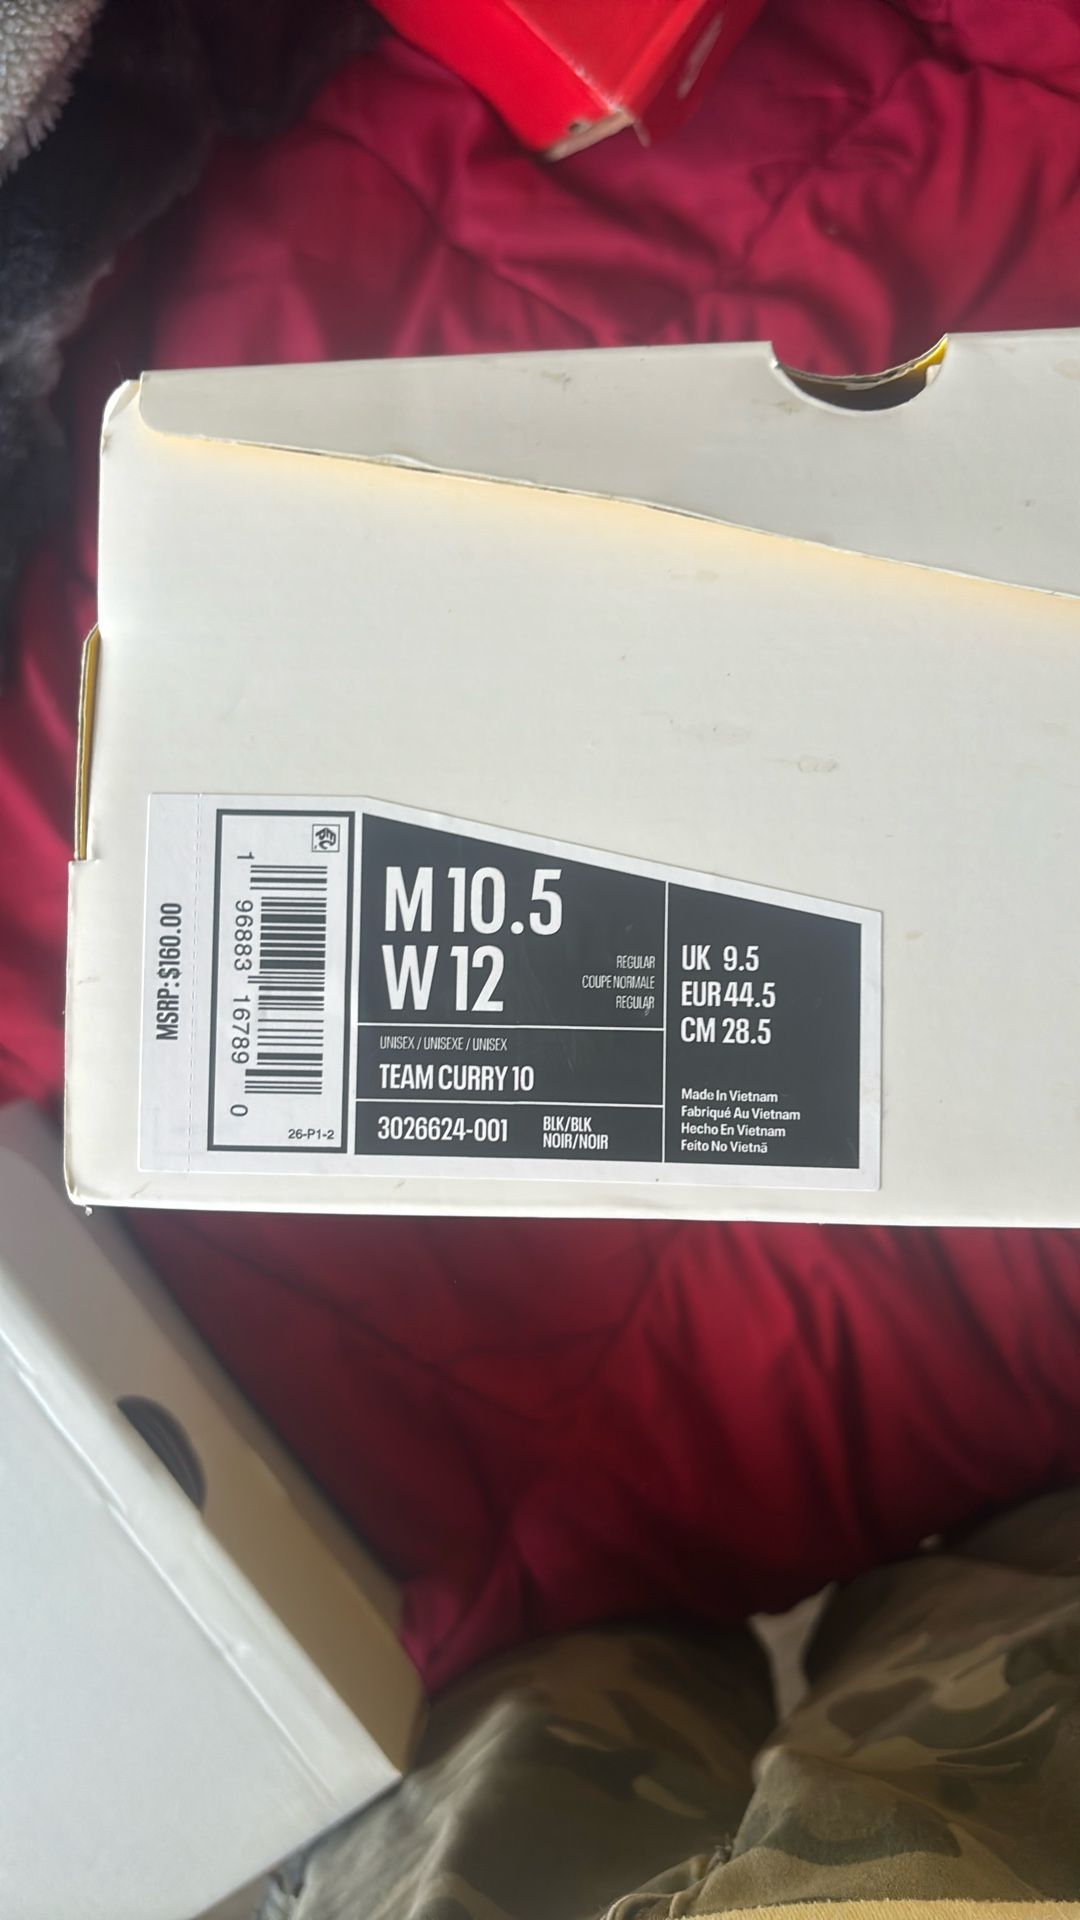 MSRP:$160.00
1 96883 16789 0
26-P1-2
M 10.5
W 12
REGULAR
COUPE NORMALE
REGULAR
UNISEX / UNISEXE / UNISEX
TEAM CURRY 10
3026624-001
BLK/BLK
NOIR/NOIR
UK 9.5
EUR 44.5
CM 28.5
Made In Vietnam
Fabriqué Au Vietnam
Hecho En Vietnam
Feito No Vietnã